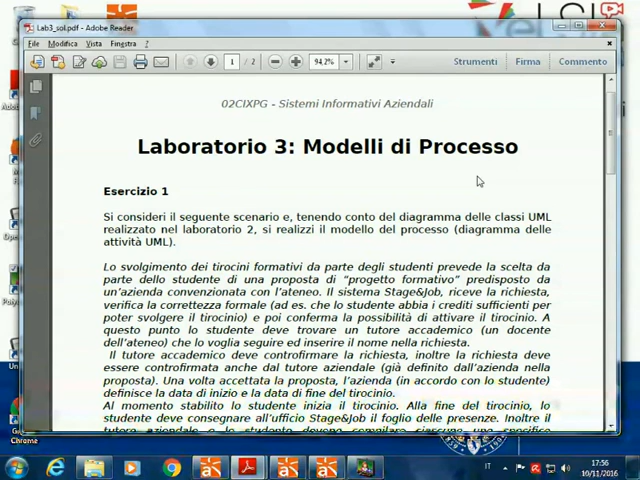 Lab3_sol.pdf - Adobe Reader
File Modifica Vista Finestra ?
1 / 2 94,2% Strumenti Firma Commento
02CIXPG - Sistemi Informativi Aziendali
Laboratorio 3: Modelli di Processo
Esercizio 1
Si consideri il seguente scenario e, tenendo conto del diagramma delle classi UML
realizzato nel laboratorio 2, si realizzi il modello del processo (diagramma delle
attività UML).
Lo svolgimento dei tirocini formativi da parte degli studenti prevede la scelta da
parte dello studente di una proposta di "progetto formativo" predisposto da
un'azienda convenzionata con l'ateneo. Il sistema Stage&Job, riceve la richiesta,
verifica la correttezza formale (ad es. che lo studente abbia i crediti sufficienti per
poter svolgere il tirocinio) e poi conferma la possibilità di attivare il tirocinio. A
questo punto lo studente deve trovare un tutore accademico (un docente
dell'ateneo) che lo voglia seguire ed inserire il nome nella richiesta.
Il tutore accademico deve controfirmare la richiesta, inoltre la richiesta deve
essere controfirmata anche dal tutore aziendale (già definito dall'azienda nella
proposta). Una volta accettata la proposta, l'azienda (in accordo con lo studente)
definisce la data di inizio e la data di fine del tirocinio.
Al momento stabilito lo studente inizia il tirocinio. Alla fine del tirocinio, lo
studente deve consegnare all'ufficio Stage&Job il foglio delle presenze. Inoltre il
tutore aziendale e lo studente devono compilare ciascuno uno specifico
Chrome
IT 17:56
10/11/2016